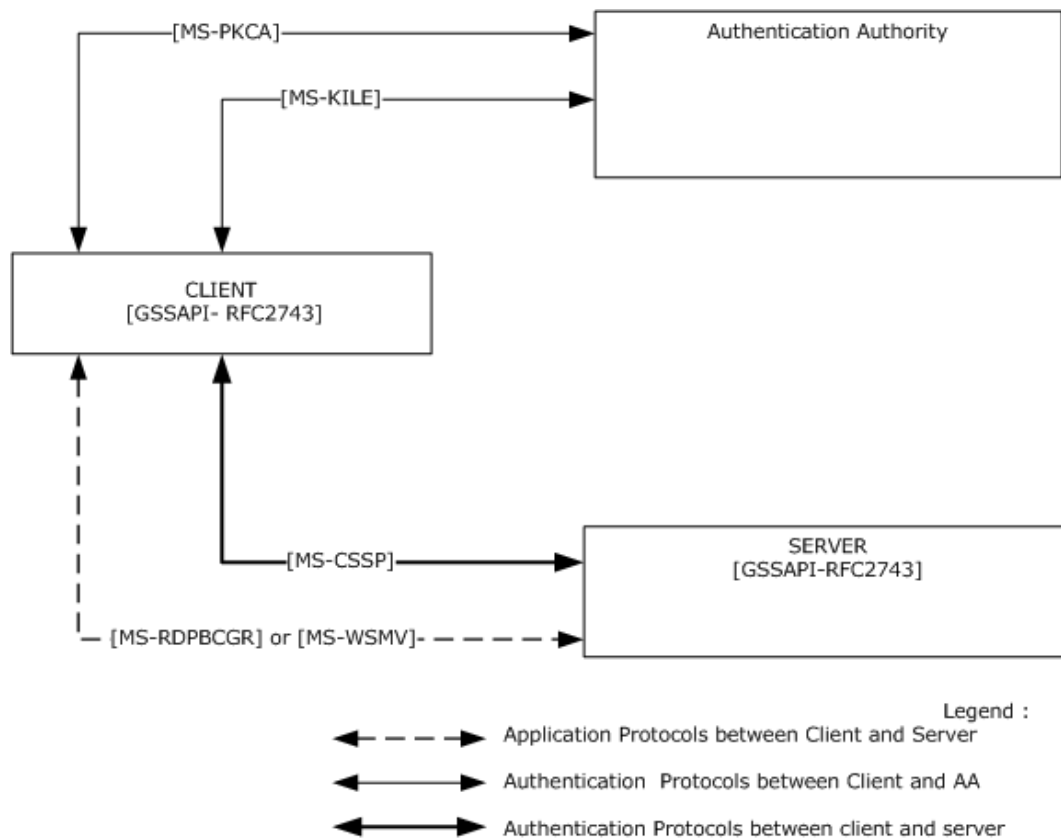 [MS-PKCA]
Authentication Authority
[MS-KILE]
CLIENT
[GSSAPI- RFC2743]
[MS-CSSP]
SERVER
[GSSAPI-RFC2743]
[MS-RDPBCGR] or [MS-WSMV]
Legend :
Application Protocols between Client and Server
Authentication Protocols between Client and AA
Authentication Protocols between client and server